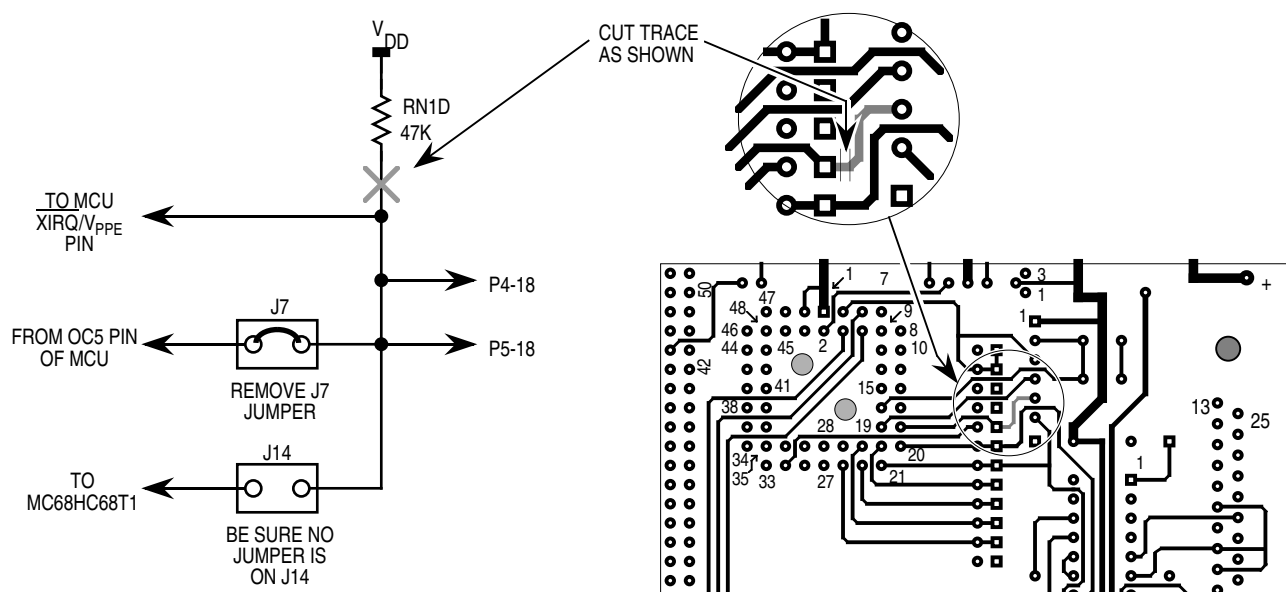 VDD
RN1D
47K
CUT TRACE
AS SHOWN
TO MCU
XIRQ/VPPE
PIN
P4-18
J7
FROM OC5 PIN
OF MCU
P5-18
REMOVE J7
JUMPER
J14
TO
MC68HC68T1
BE SURE NO
JUMPER IS
ON J14
50
47
1
7
3
+
48
9
1
46
45
2
8
1
44
10
42
41
15
38
13
28
19
25
34
20
1
35
33
27
21